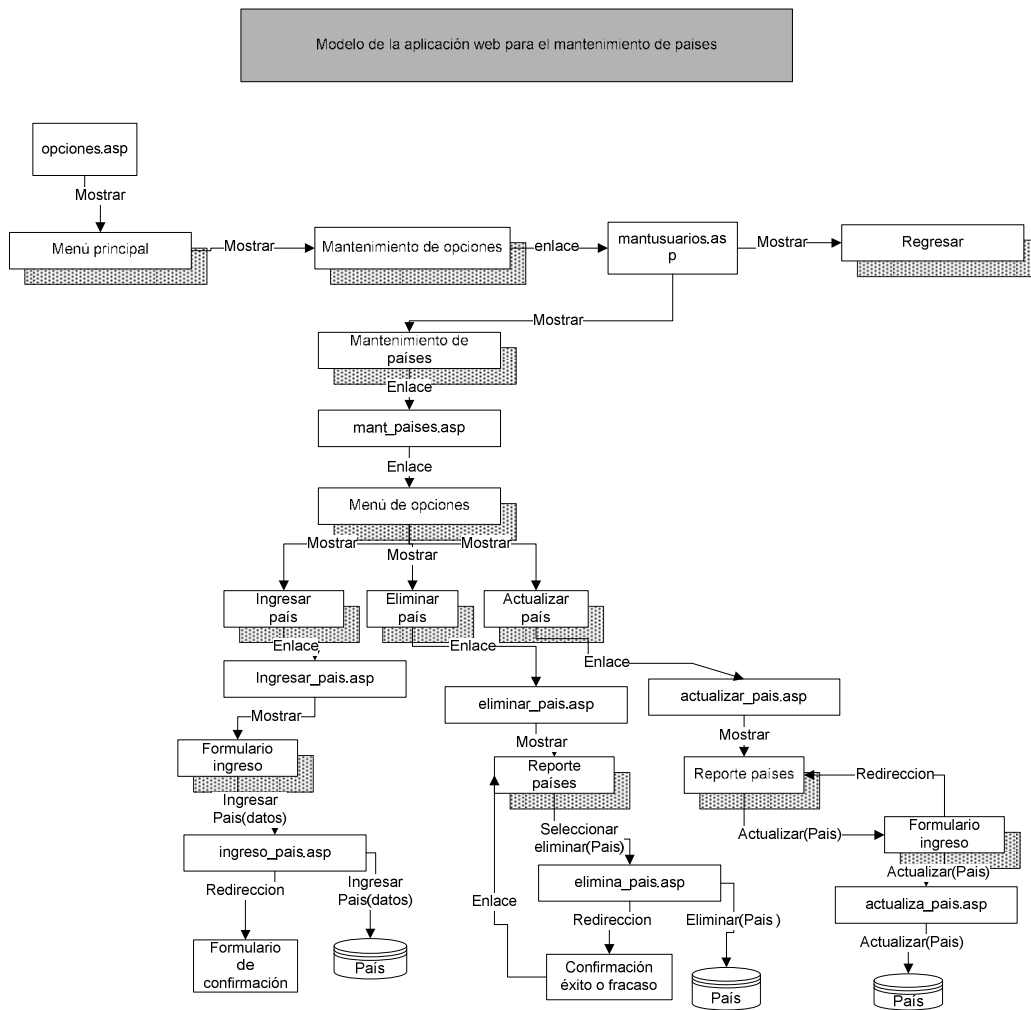 Modelo de la aplicación web para el mantenimiento de paises
opciones.asp
Mostrar
Menú principal
Mostrar
Mantenimiento de opciones
enlace
mantusuarios.as
p
Mostrar
Regresar
Mostrar
Mantenimiento de
países
Enlace
mant_paises.asp
Enlace
Menú de opciones
Mostrar
Mostrar
Mostrar
Ingresar
país
Eliminar
país
Actualizar
país
Enlace
Enlace
Enlace
Ingresar_pais.asp
eliminar_pais.asp
actualizar_pais.asp
Mostrar
Mostrar
Mostrar
Formulario
ingreso
Reporte
países
Reporte paises
Redireccion
Ingresar
Pais(datos)
Seleccionar
eliminar(Pais)
Actualizar(Pais)
Formulario
ingreso
ingreso_pais.asp
elimina_pais.asp
Actualizar(Pais)
actualiza_pais.asp
Redireccion
Ingresar
Pais(datos)
Enlace
Redireccion
Eliminar(Pais )
Actualizar(Pais)
Formulario
de
confirmación
País
Confirmación
éxito o fracaso
País
País